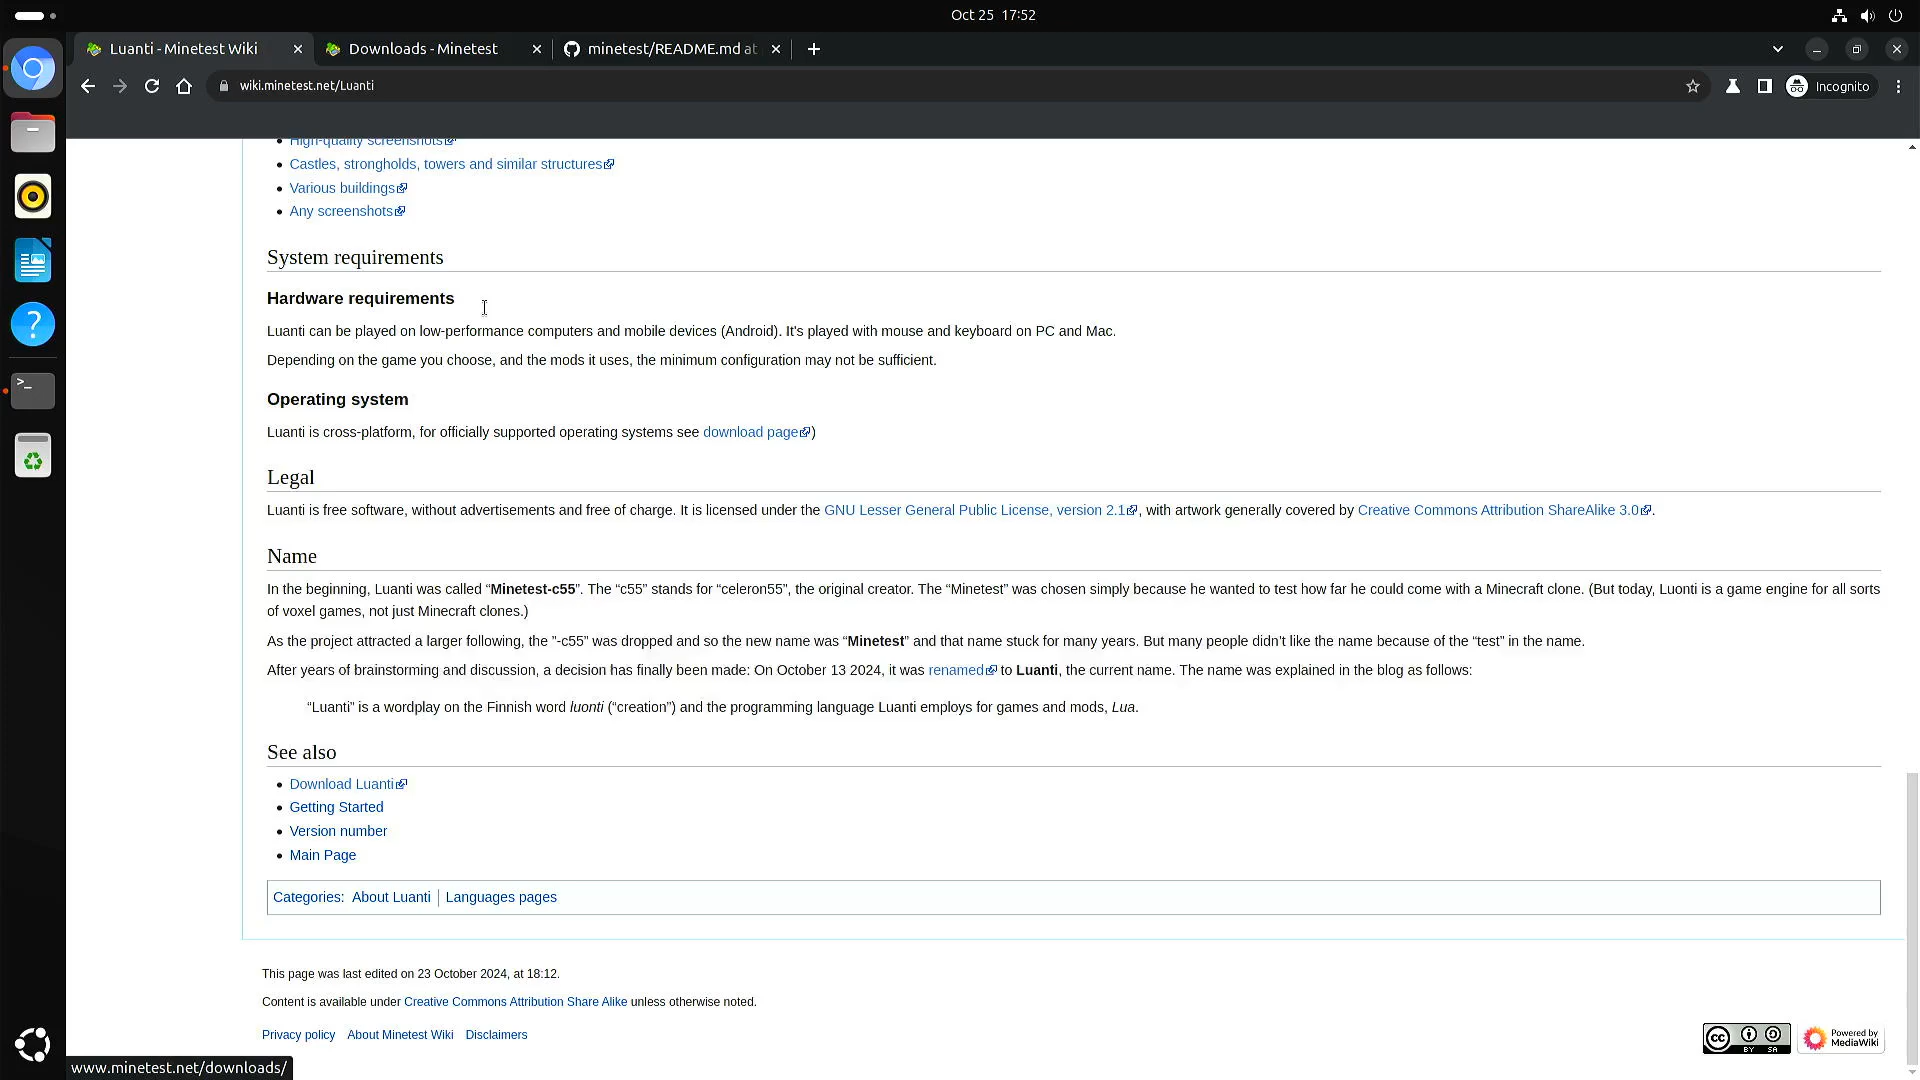 Oct 25 17:52
Luanti - Minetest Wiki
Downloads - Minetest
minetest/README.md at
wiki.minetest.net/Luanti
Incognito
High-quality screenshots
Castles, strongholds, towers and similar structures
Various buildings
Any screenshots
System requirements
Hardware requirements
Luanti can be played on low-performance computers and mobile devices (Android). It's played with mouse and keyboard on PC and Mac.
Depending on the game you choose, and the mods it uses, the minimum configuration may not be sufficient.
Operating system
Luanti is cross-platform, for officially supported operating systems see download page)
Legal
Luanti is free software, without advertisements and free of charge. It is licensed under the GNU Lesser General Public License, version 2.1, with artwork generally covered by Creative Commons Attribution ShareAlike 3.0.
Name
In the beginning, Luanti was called “Minetest-c55”. The “c55” stands for “celeron55”, the original creator. The “Minetest” was chosen simply because he wanted to test how far he could come with a Minecraft clone. (But today, Luonti is a game engine for all sorts
of voxel games, not just Minecraft clones.)
As the project attracted a larger following, the ”-c55” was dropped and so the new name was “Minetest” and that name stuck for many years. But many people didn’t like the name because of the “test” in the name.
After years of brainstorming and discussion, a decision has finally been made: On October 13 2024, it was renamed to Luanti, the current name. The name was explained in the blog as follows:
“Luanti” is a wordplay on the Finnish word luonti (“creation”) and the programming language Luanti employs for games and mods, Lua.
See also
Download Luanti
Getting Started
Version number
Main Page
Categories: About Luanti | Languages pages
This page was last edited on 23 October 2024, at 18:12.
Content is available under Creative Commons Attribution Share Alike unless otherwise noted.
Privacy policy About Minetest Wiki Disclaimers
cc BY SA
Powered by
MediaWiki
www.minetest.net/downloads/